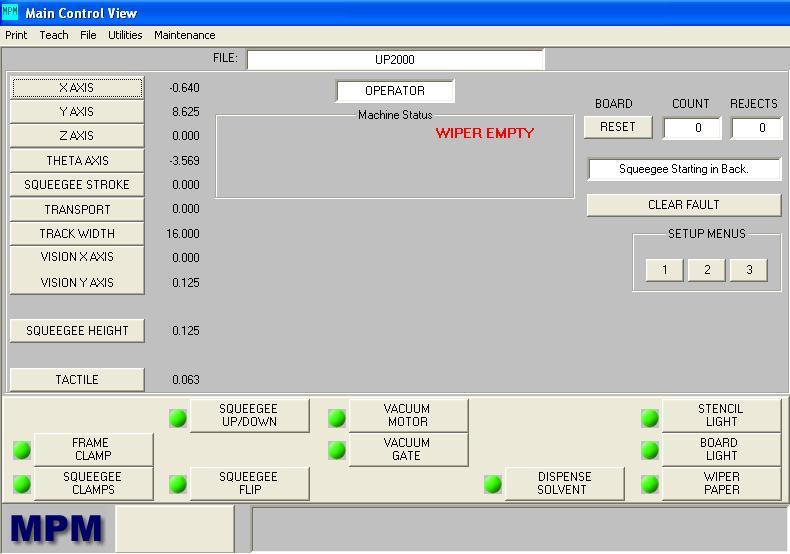 MPM Main Control View
Print Teach File Utilities Maintenance
FILE: UP2000
X AXIS -0.640
OPERATOR
Y AXIS 8.625
Z AXIS 0.000
THETA AXIS -3.569
SQUEEGEE STROKE 0.000
TRANSPORT 0.000
TRACK WIDTH 16.000
VISION X AXIS 0.000
VISION Y AXIS 0.125
SQUEEGEE HEIGHT 0.125
TACTILE 0.063
Machine Status
WIPER EMPTY
BOARD COUNT REJECTS
RESET 0 0
Squeegee Starting in Back.
CLEAR FAULT
SETUP MENUS
1 2 3
SQUEEGEE
UP/DOWN
VACUUM
MOTOR
STENCIL
LIGHT
FRAME
CLAMP
VACUUM
GATE
BOARD
LIGHT
SQUEEGEE
CLAMPS
SQUEEGEE
FLIP
DISPENSE
SOLVENT
WIPER
PAPER
MPM